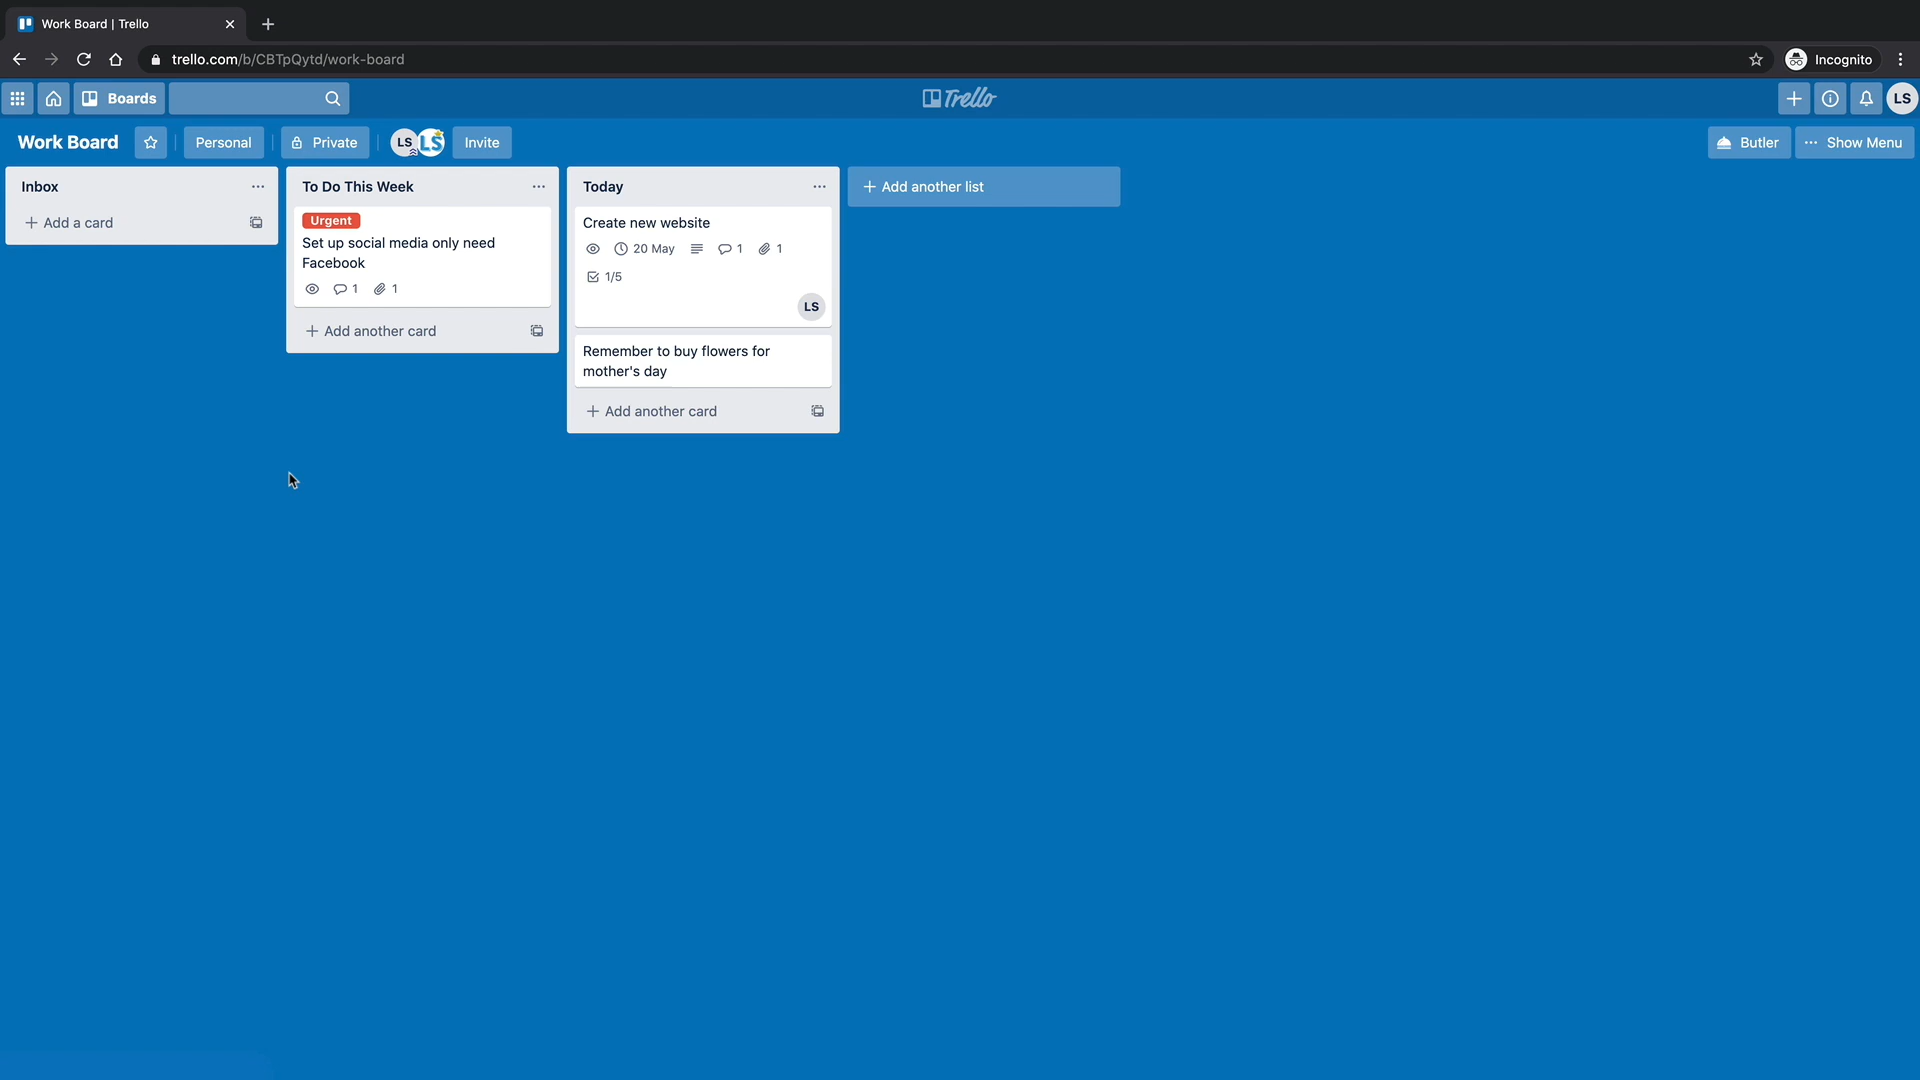 Work Board | Trello
trello.com/b/CBTpQytd/work-board
Incognito
Boards
Trello
LS
Work Board
Personal
Private
LS
LS
Invite
Butler
Show Menu
Inbox
Add a card
To Do This Week
Urgent
Set up social media only need
Facebook
1
1
Add another card
Today
Create new website
20 May
1
1
1/5
LS
Remember to buy flowers for
mother's day
Add another card
Add another list